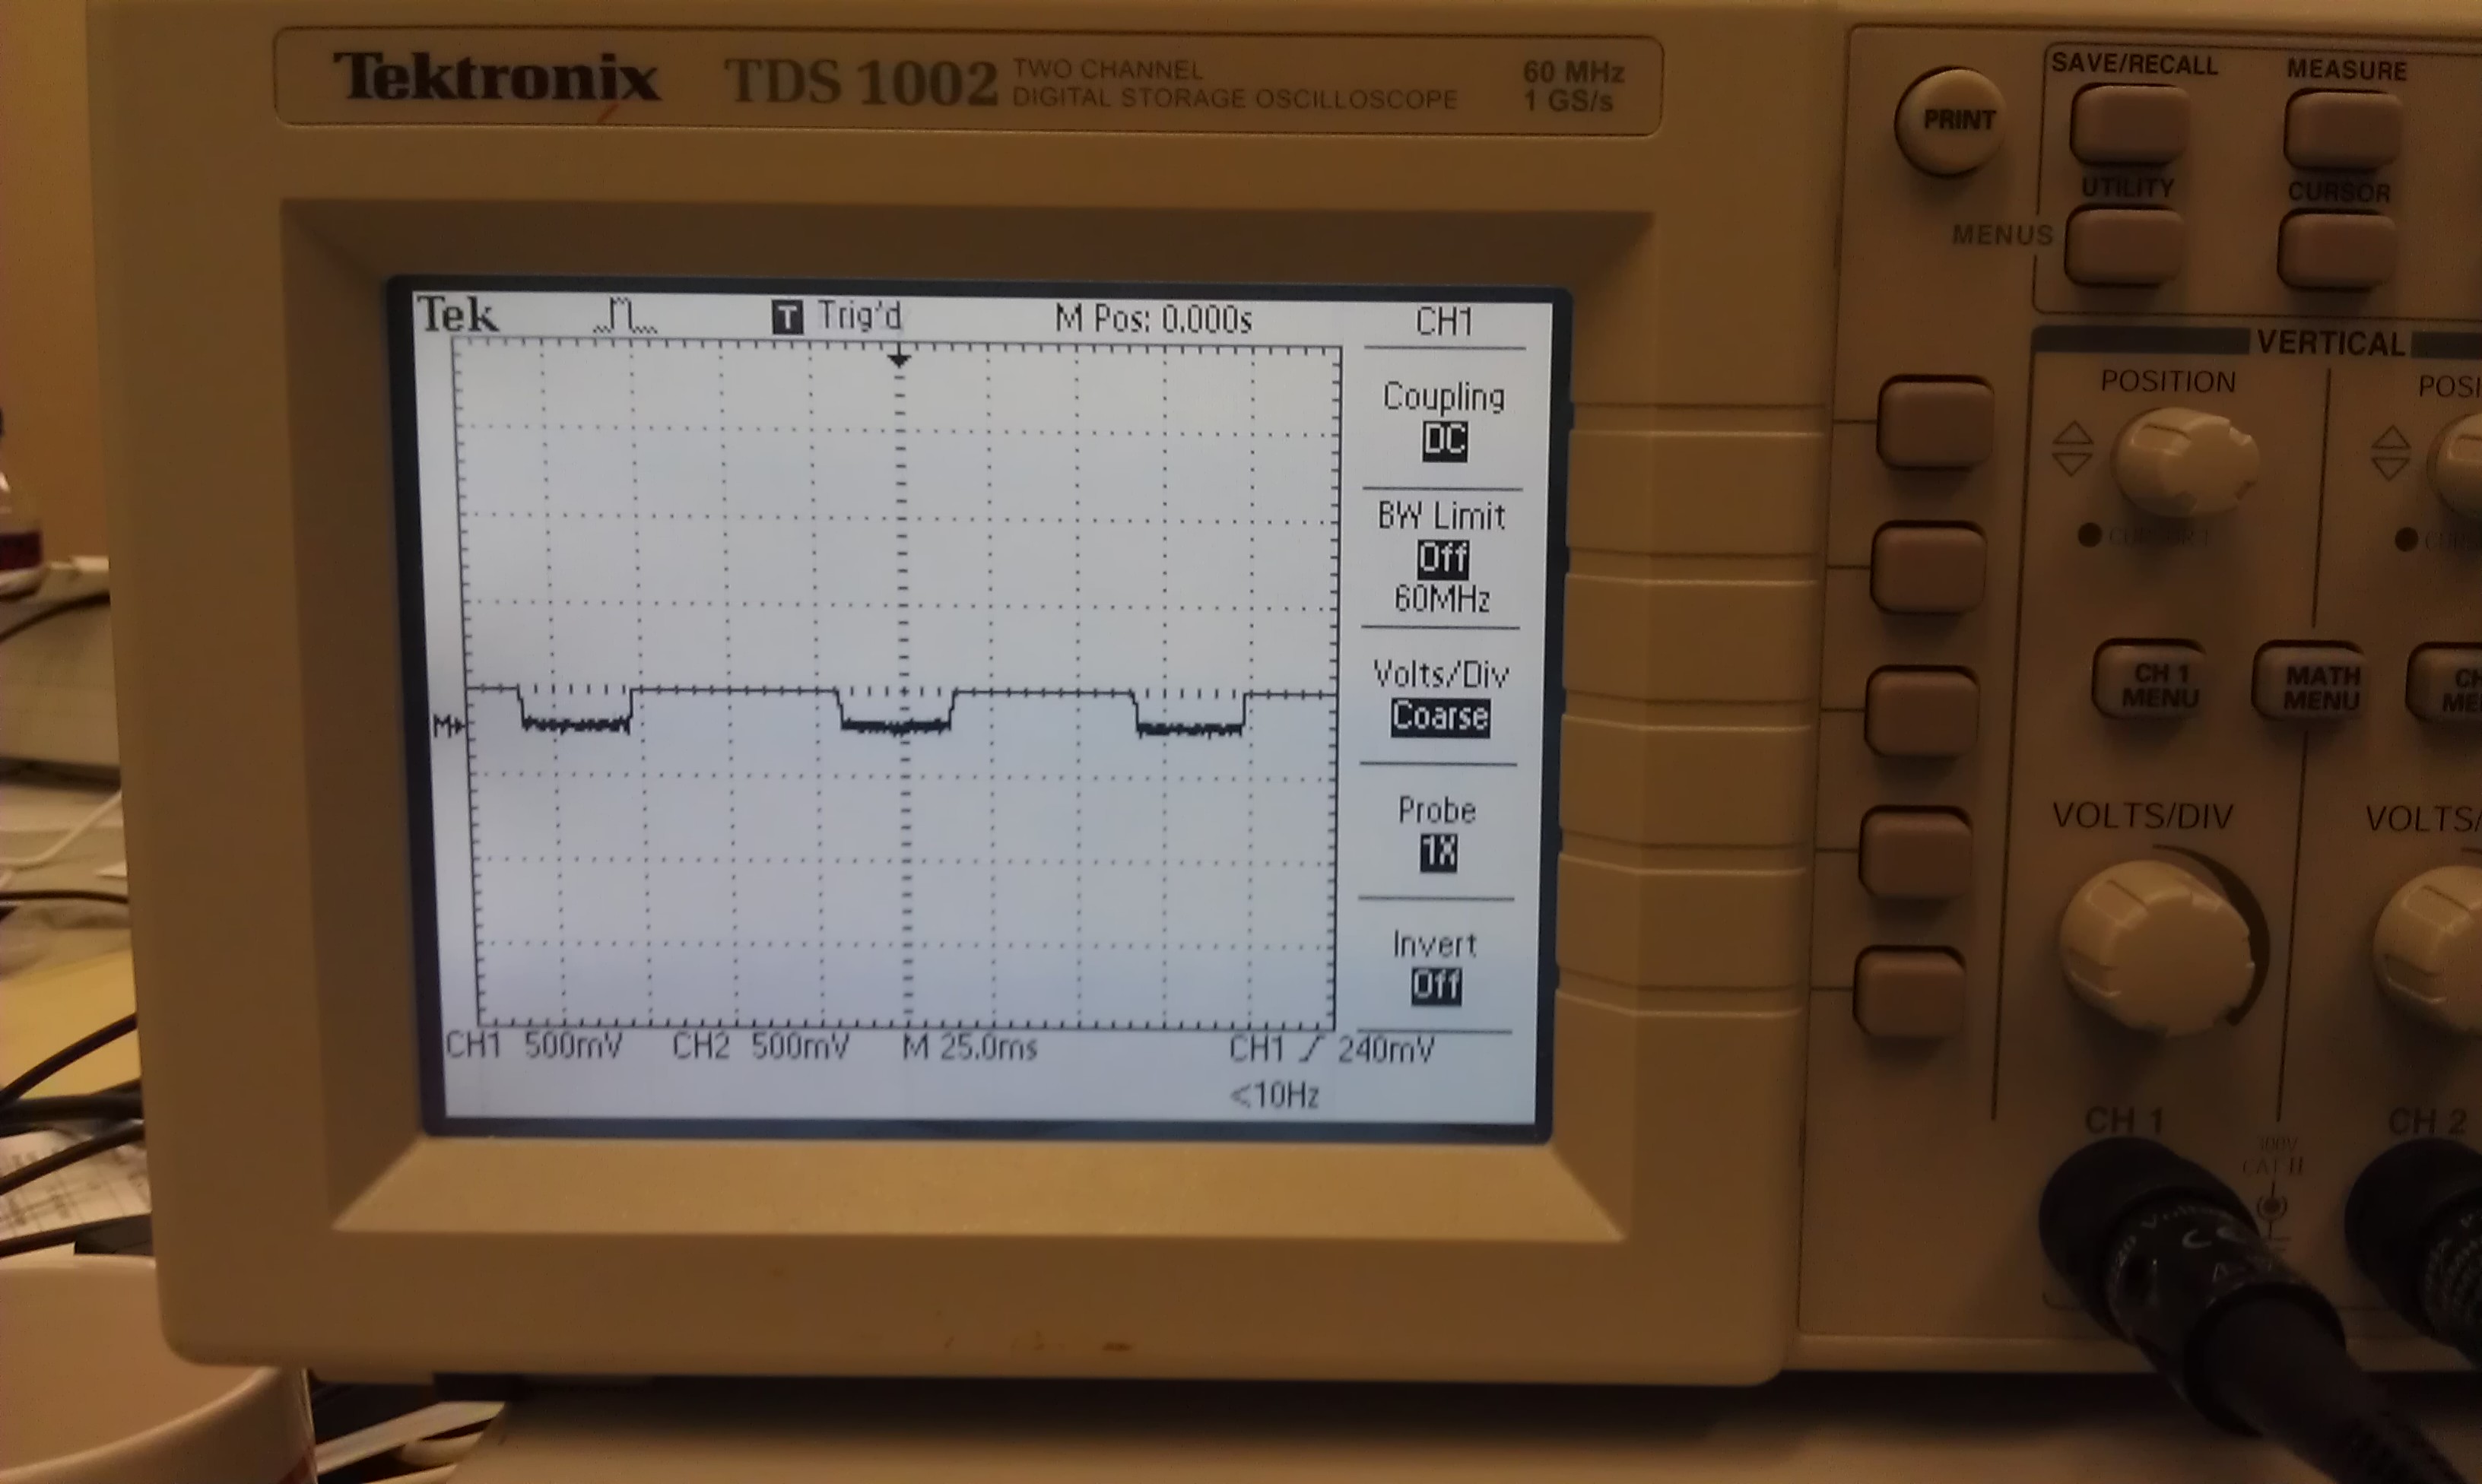 Tektronix TDS 1002 TWO CHANNEL
DIGITAL STORAGE OSCILLOSCOPE
60 MHz
1 GS/s
Tek T Trig'd M Pos: 0.000s CH1
Coupling
DC
BW Limit
Off
60MHz
Volts/Div
Coarse
Probe
1X
Invert
Off
M
CH1 500mV CH2 500mV M 25.0ms CH1 240mV
<10Hz
PRINT
SAVE/RECALL MEASURE
UTILITY CURSOR
MENUS
VERTICAL
POSITION POSI
CURSOR 1
CH 1
MENU
MATH
MENU
CH
ME
VOLTS/DIV VOLTS/
CH 1 CH 2
300V
CAT II